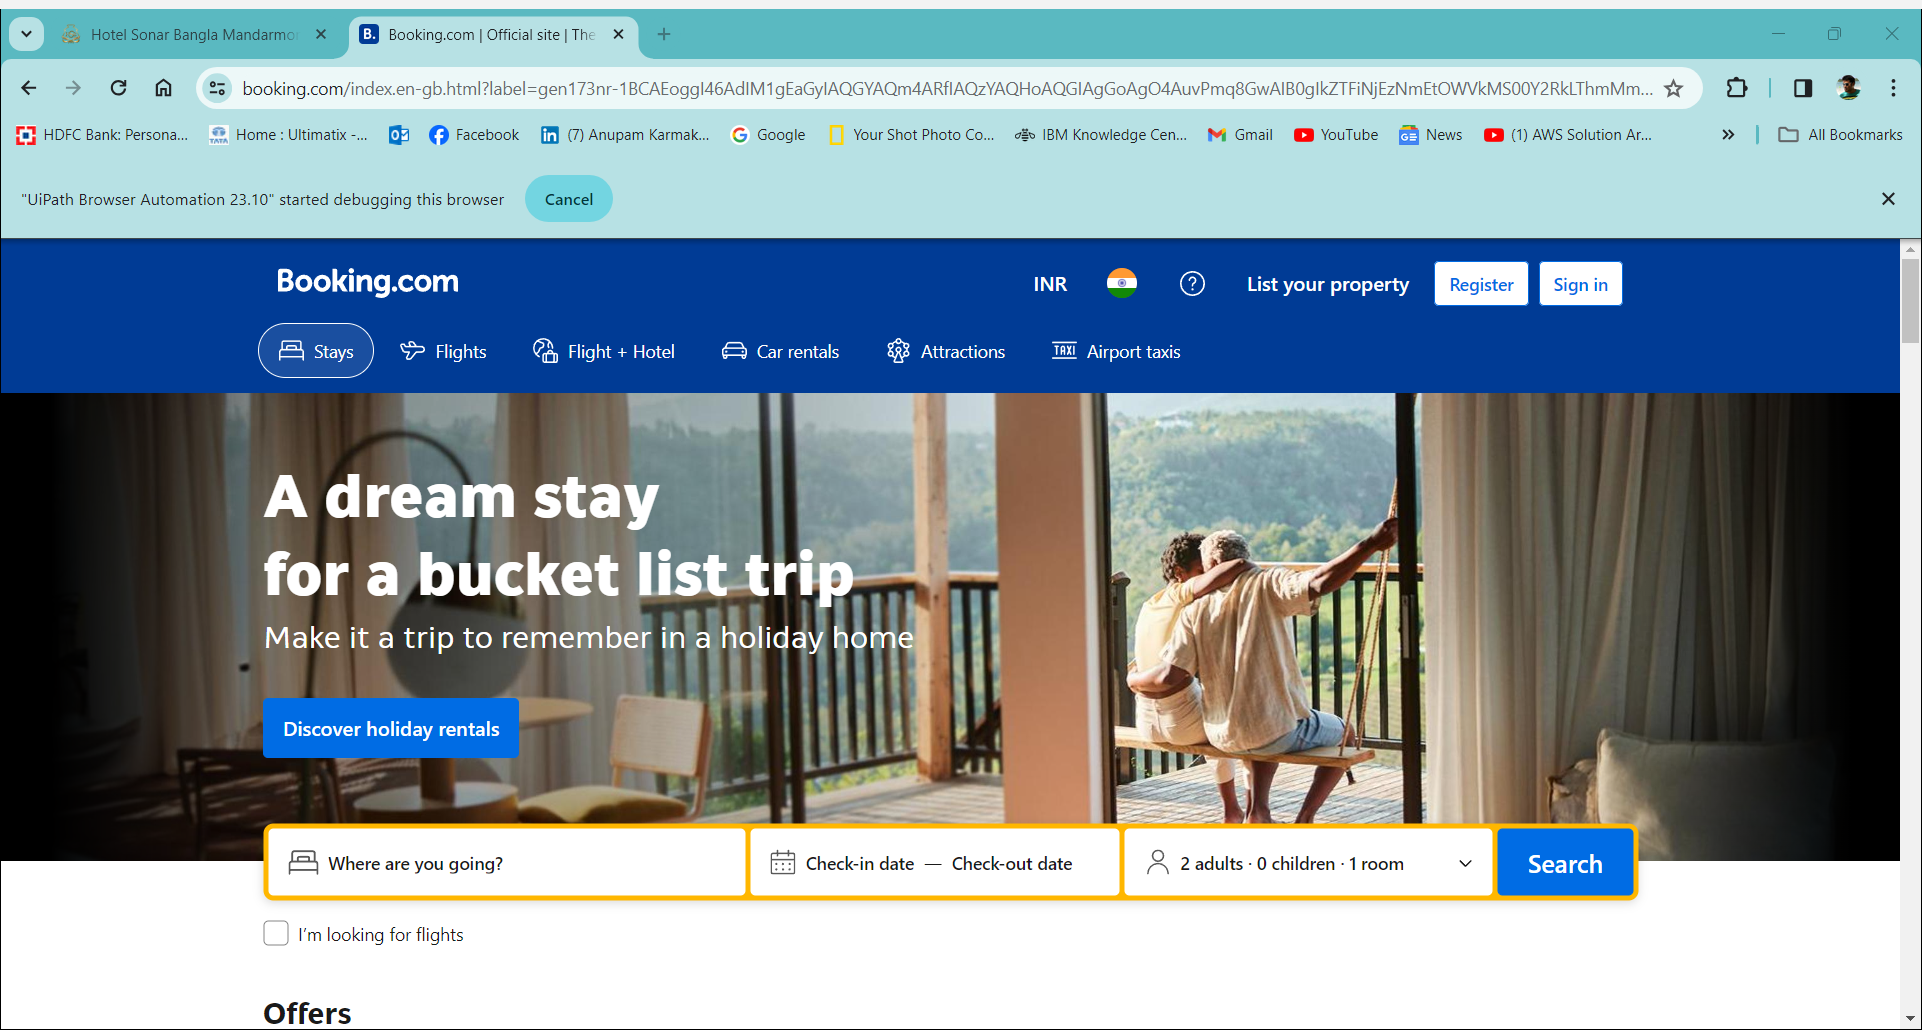 Hotel Sonar Bangla Mandarmo
B. Booking.com | Official site | The
booking.com/index.en-gb.html?label=gen173nr-1BCAEoggI46AdIM1gEaGyIAQGYAQm4ARfIAQzYAQHoAQGIAgGoAgO4AuvPmq8GwAIB0gIkZTFiNjEzNmEtOWVkMS00Y2RkLThmMm...
HDFC Bank: Persona... TATA Home : Ultimatix -... Facebook in (7) Anupam Karmak... Google Your Shot Photo Co... IBM Knowledge Cen... Gmail YouTube GE News (1) AWS Solution Ar... » All Bookmarks
"UiPath Browser Automation 23.10" started debugging this browser Cancel
Booking.com INR ? List your property Register Sign in
Stays Flights Flight + Hotel Car rentals Attractions TAXI Airport taxis
A dream stay
for a bucket list trip
Make it a trip to remember in a holiday home
Discover holiday rentals
Where are you going? Check-in date — Check-out date 2 adults · 0 children · 1 room Search
I'm looking for flights
Offers